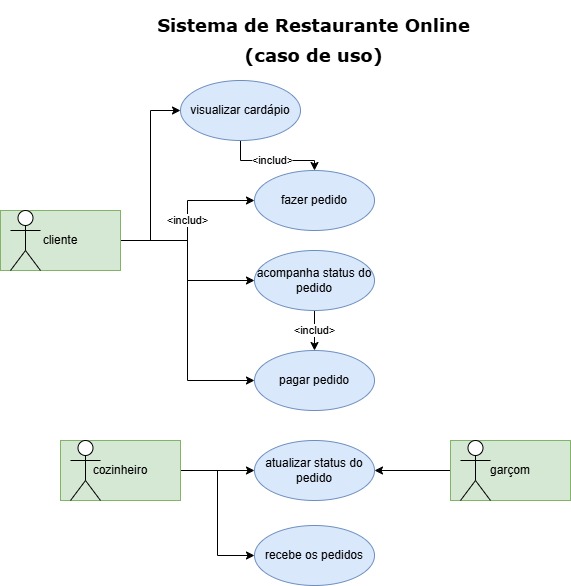 Sistema de Restaurante Online
(caso de uso)
visualizar cardápio
<includ>
fazer pedido
<includ>
cliente
acompanha status do
pedido
<includ>
pagar pedido
cozinheiro
atualizar status do
pedido
garçom
recebe os pedidos